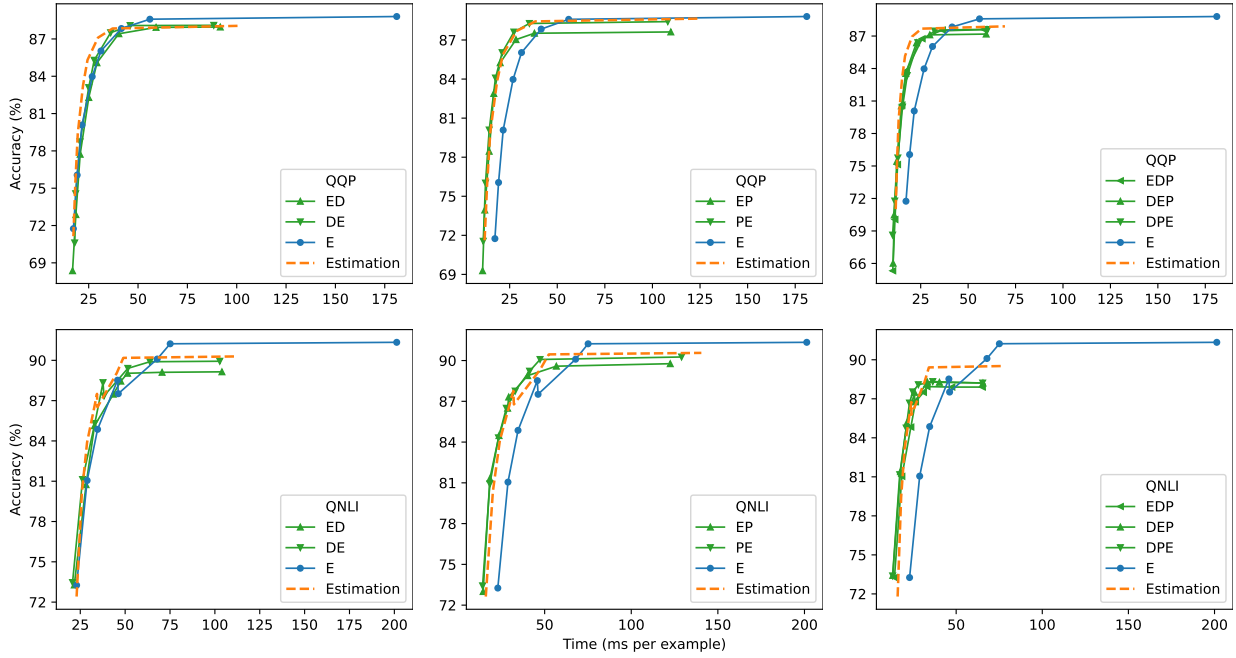 Accuracy (%)
87
84
81
78
75
72
69
25 50 75 100 125 150 175
QQP
ED
DE
E
Estimation
87
84
81
78
75
72
69
25 50 75 100 125 150 175
QQP
EP
PE
E
Estimation
87
84
81
78
75
72
69
66
25 50 75 100 125 150 175
QQP
EDP
DEP
DPE
E
Estimation
Accuracy (%)
90
87
84
81
78
75
72
25 50 75 100 125 150 175 200
QNLI
ED
DE
E
Estimation
90
87
84
81
78
75
72
50 100 150 200
QNLI
EP
PE
E
Estimation
Time (ms per example)
90
87
84
81
78
75
72
50 100 150 200
QNLI
EDP
DEP
DPE
E
Estimation